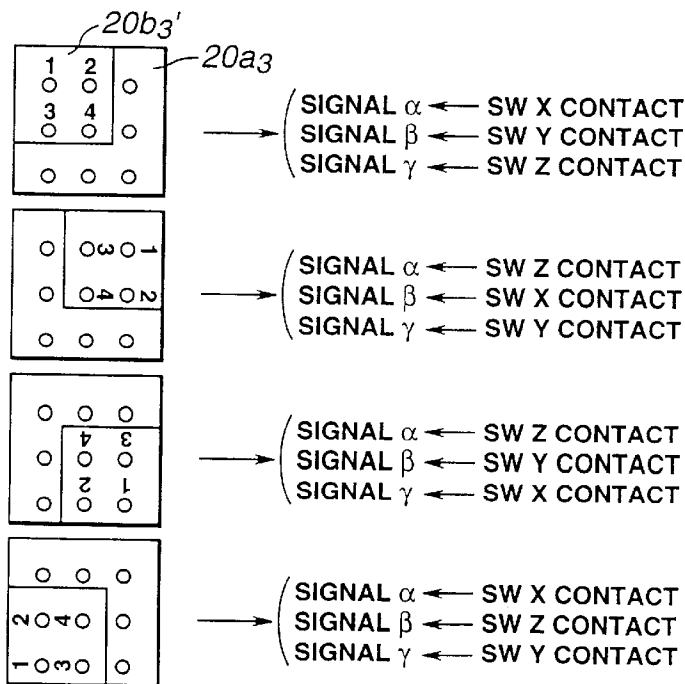 20b3' 20a3
1 2
3 4
SIGNAL α ← SW X CONTACT
SIGNAL β ← SW Y CONTACT
SIGNAL γ ← SW Z CONTACT
3 1
4 2
SIGNAL α ← SW Z CONTACT
SIGNAL β ← SW X CONTACT
SIGNAL γ ← SW Y CONTACT
4 3
2 1
SIGNAL α ← SW Z CONTACT
SIGNAL β ← SW Y CONTACT
SIGNAL γ ← SW X CONTACT
2 4
1 3
SIGNAL α ← SW X CONTACT
SIGNAL β ← SW Z CONTACT
SIGNAL γ ← SW Y CONTACT